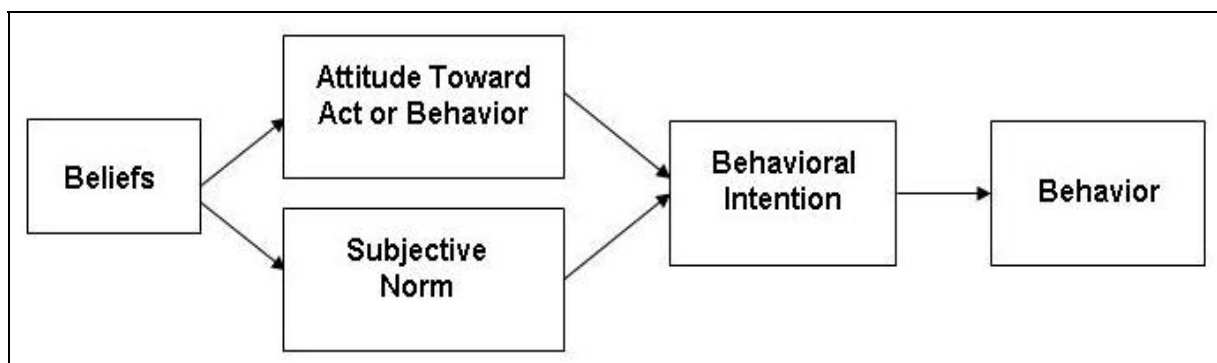 Beliefs
Attitude Toward
Act or Behavior
Subjective
Norm
Behavioral
Intention
Behavior